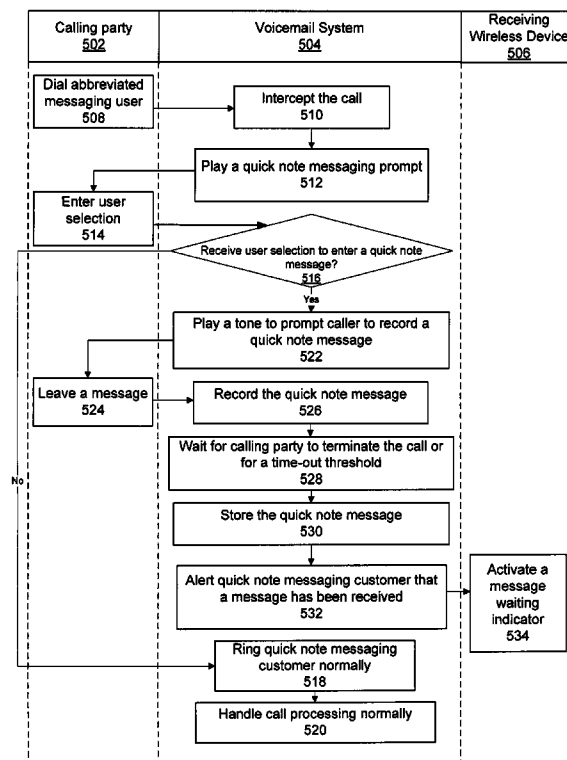 Calling party
502
Voicemail System
504
Receiving
Wireless Device
506
Dial abbreviated
messaging user
508
Intercept the call
510
Play a quick note messaging prompt
512
Enter user
selection
514
Receive user selection to enter a quick note
message?
516
Yes
Play a tone to prompt caller to record a
quick note message
522
Leave a message
524
Record the quick note message
526
Wait for calling party to terminate the call or
for a time-out threshold
528
No
Store the quick note message
530
Alert quick note messaging customer that
a message has been received
532
Activate a
message
waiting
indicator
534
Ring quick note messaging
customer normally
518
Handle call processing normally
520